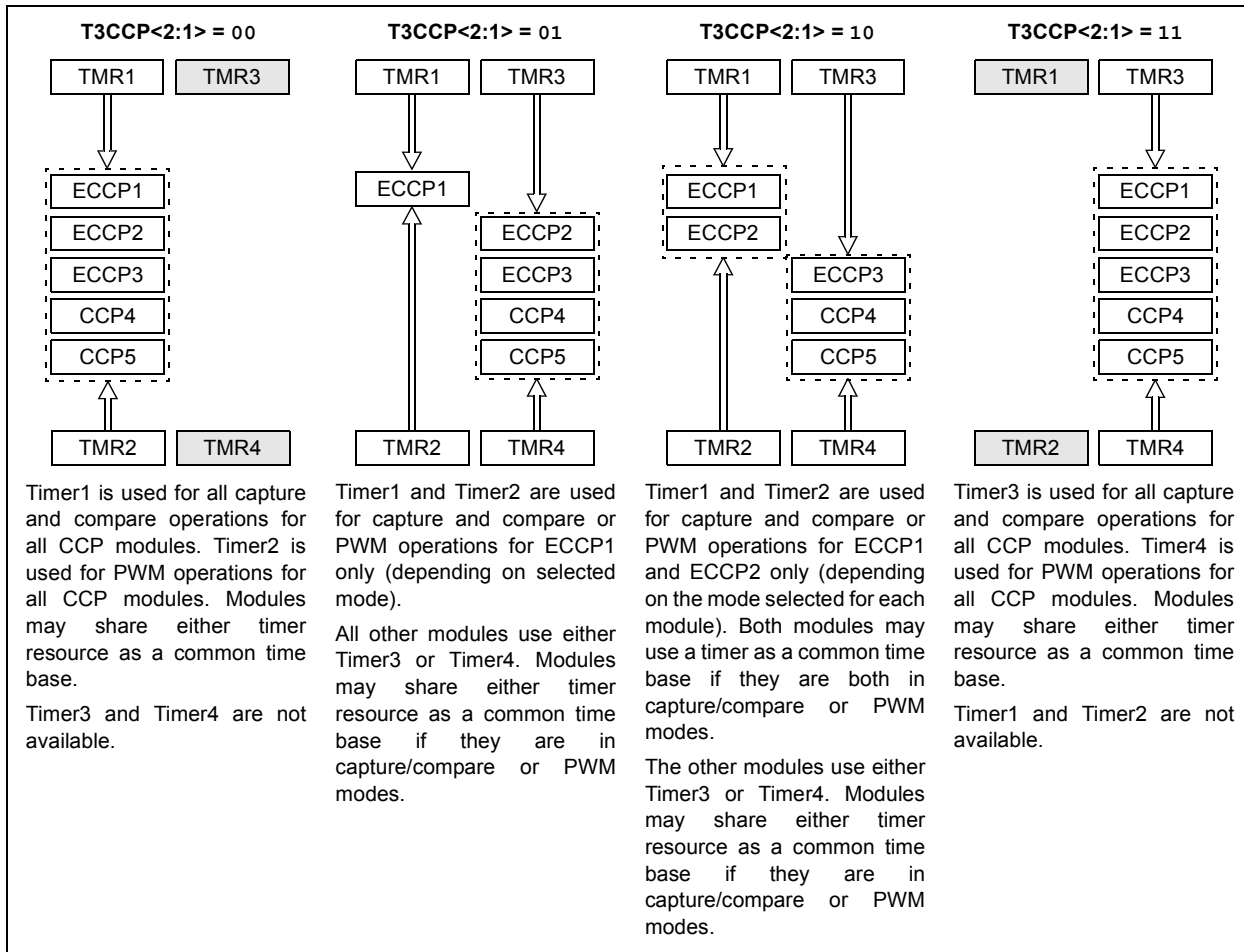 T3CCP<2:1> = 00
TMR1 TMR3
ECCP1
ECCP2
ECCP3
CCP4
CCP5
TMR2 TMR4
Timer1 is used for all capture
and compare operations for
all CCP modules. Timer2 is
used for PWM operations for
all CCP modules. Modules
may share either timer
resource as a common time
base.
Timer3 and Timer4 are not
available.
T3CCP<2:1> = 01
TMR1 TMR3
ECCP1
ECCP2
ECCP3
CCP4
CCP5
TMR2 TMR4
Timer1 and Timer2 are used
for capture and compare or
PWM operations for ECCP1
only (depending on selected
mode).
All other modules use either
Timer3 or Timer4. Modules
may share either timer
resource as a common time
base if they are in
capture/compare or PWM
modes.
T3CCP<2:1> = 10
TMR1 TMR3
ECCP1
ECCP2
ECCP3
CCP4
CCP5
TMR2 TMR4
Timer1 and Timer2 are used
for capture and compare or
PWM operations for ECCP1
and ECCP2 only (depending
on the mode selected for each
module). Both modules may
use a timer as a common time
base if they are both in
capture/compare or PWM
modes.
The other modules use either
Timer3 or Timer4. Modules
may share either timer
resource as a common time
base if they are in
capture/compare or PWM
modes.
T3CCP<2:1> = 11
TMR1 TMR3
ECCP1
ECCP2
ECCP3
CCP4
CCP5
TMR2 TMR4
Timer3 is used for all capture
and compare operations for
all CCP modules. Timer4 is
used for PWM operations for
all CCP modules. Modules
may share either timer
resource as a common time
base.
Timer1 and Timer2 are not
available.